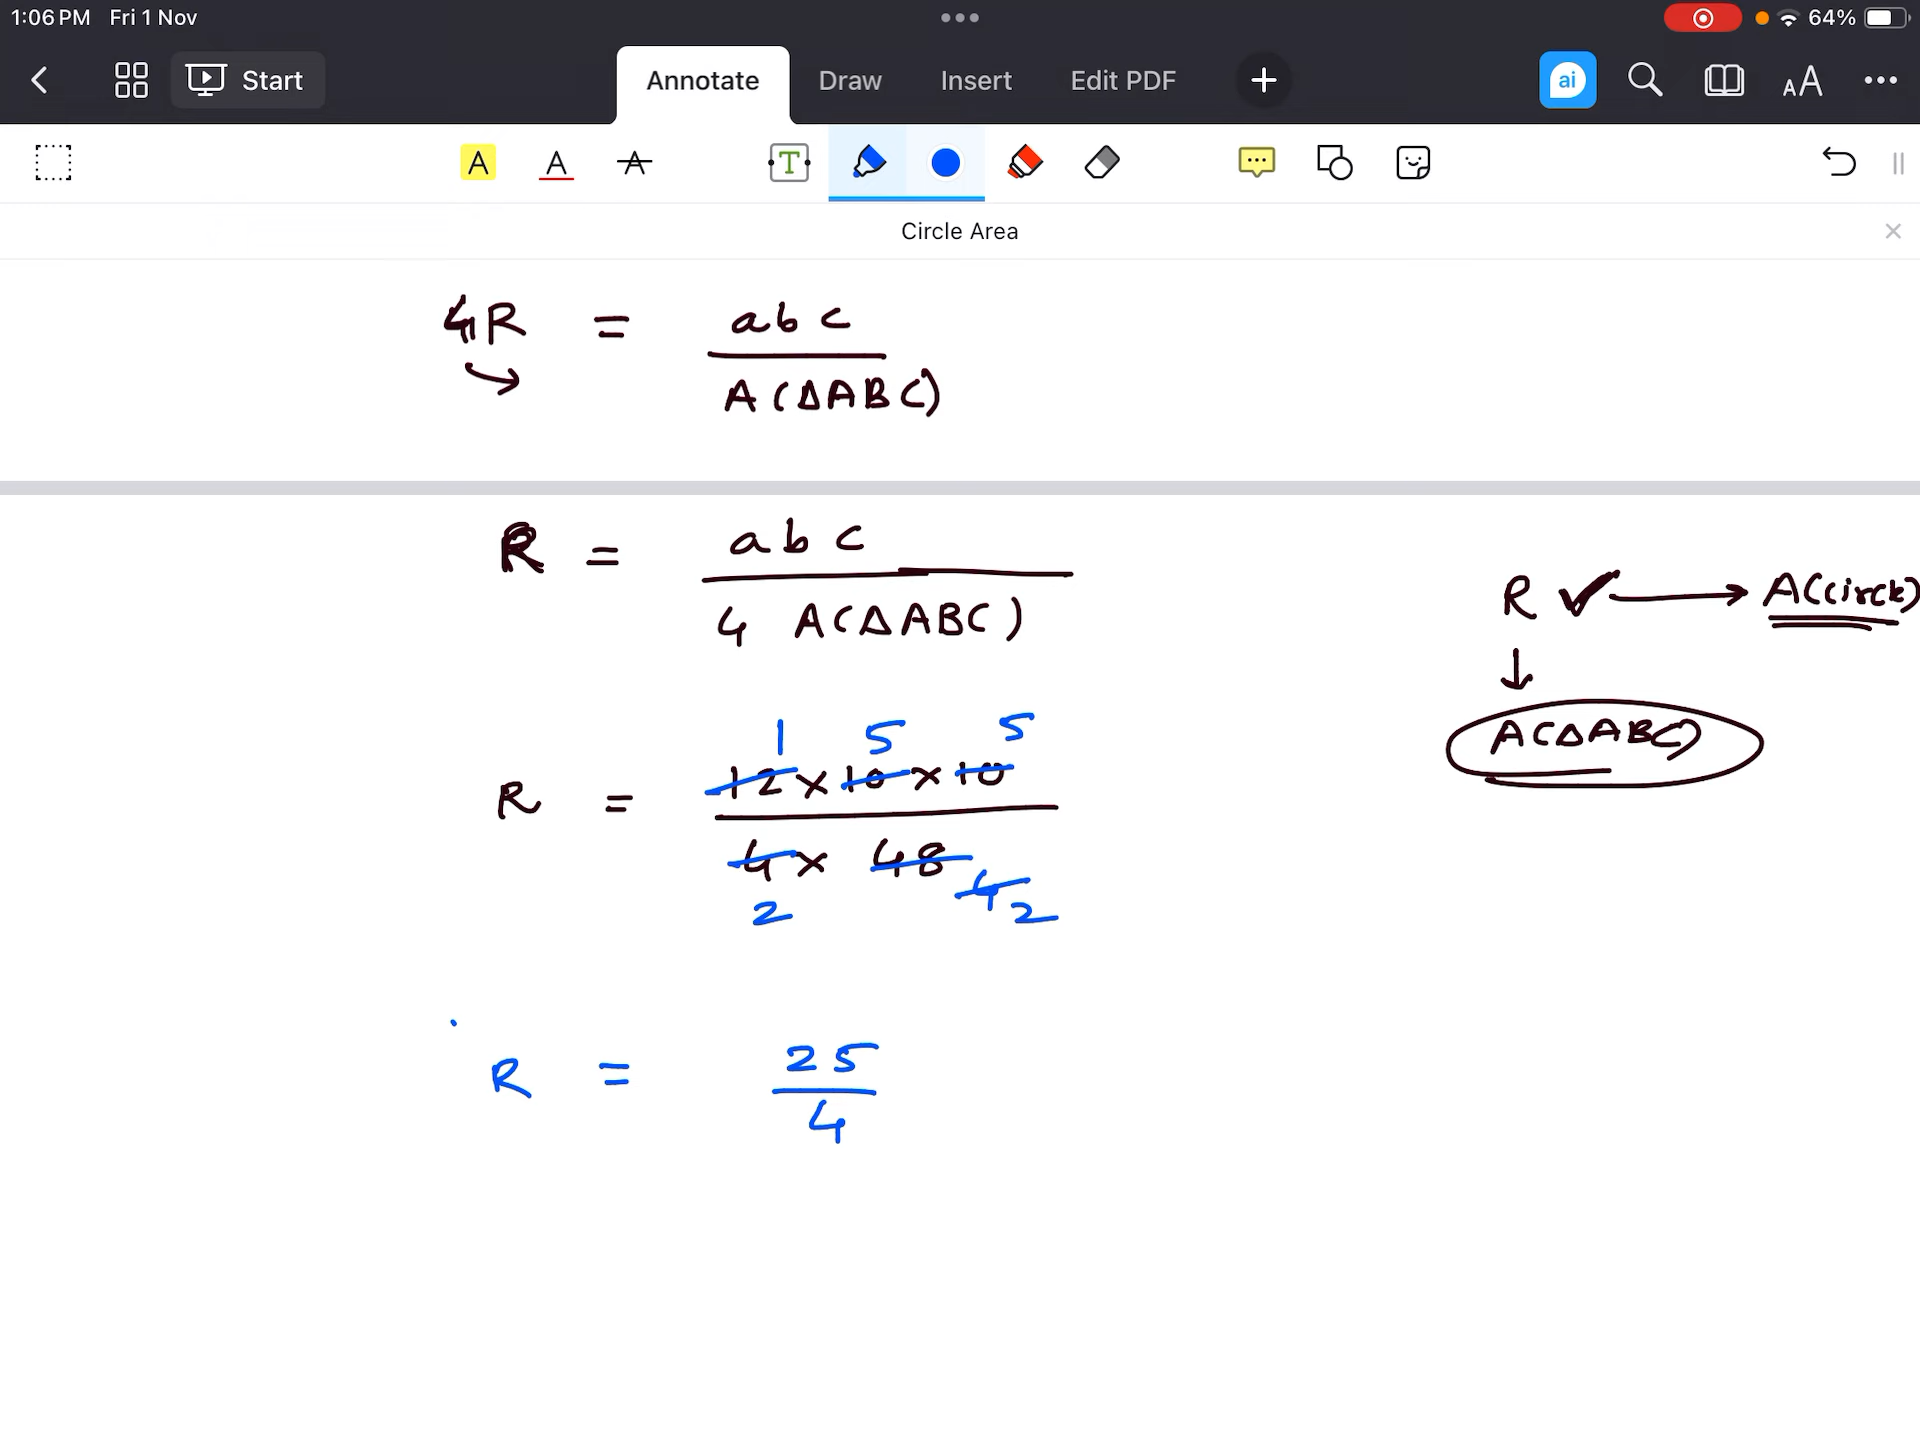 1:06 PM Fri 1 Nov
64%
Start
Annotate
Draw
Insert
Edit PDF
ai
AA
A A A T
Circle Area
4R = abc / A(ΔABC)
R = abc / 4 A(ΔABC)
R ✓ → A(circle)
↓
A(ΔABC)
1 5 5
R = 12 x 10 x 10 / 4 x 48
4
2 2
R = 25 / 4